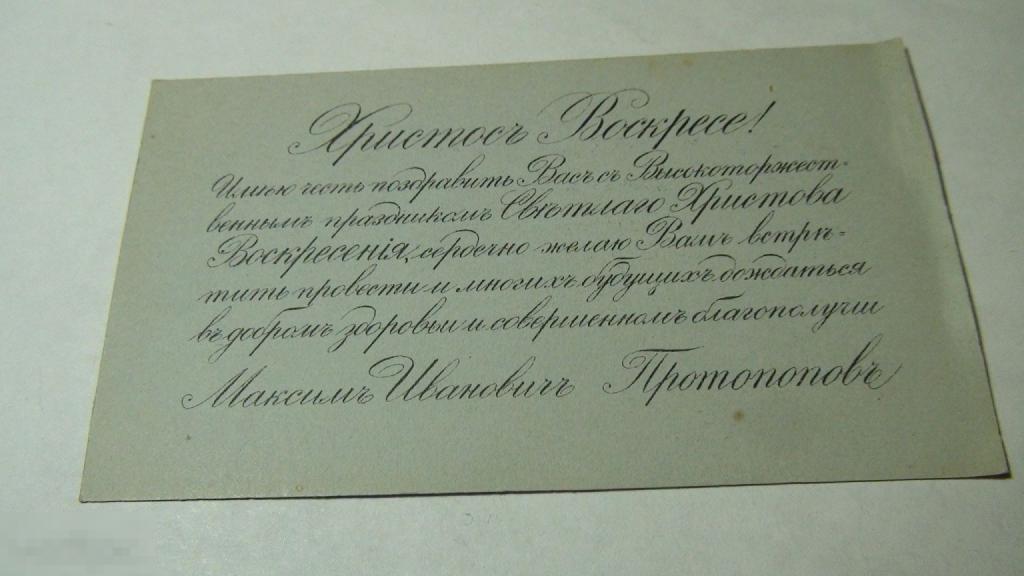 Христосъ Воскресе!
Имѣю честь поздравить Васъ съ Высокоторжест-
веннымъ праздникомъ Свѣтлаго Христова
Воскресенія, сердечно желаю Вамъ встрѣ-
тить провести и многихъ будущихъ дождаться
въ добромъ здоровьи и совершенномъ благополучіи
Максимъ Ивановичъ Протопоповъ